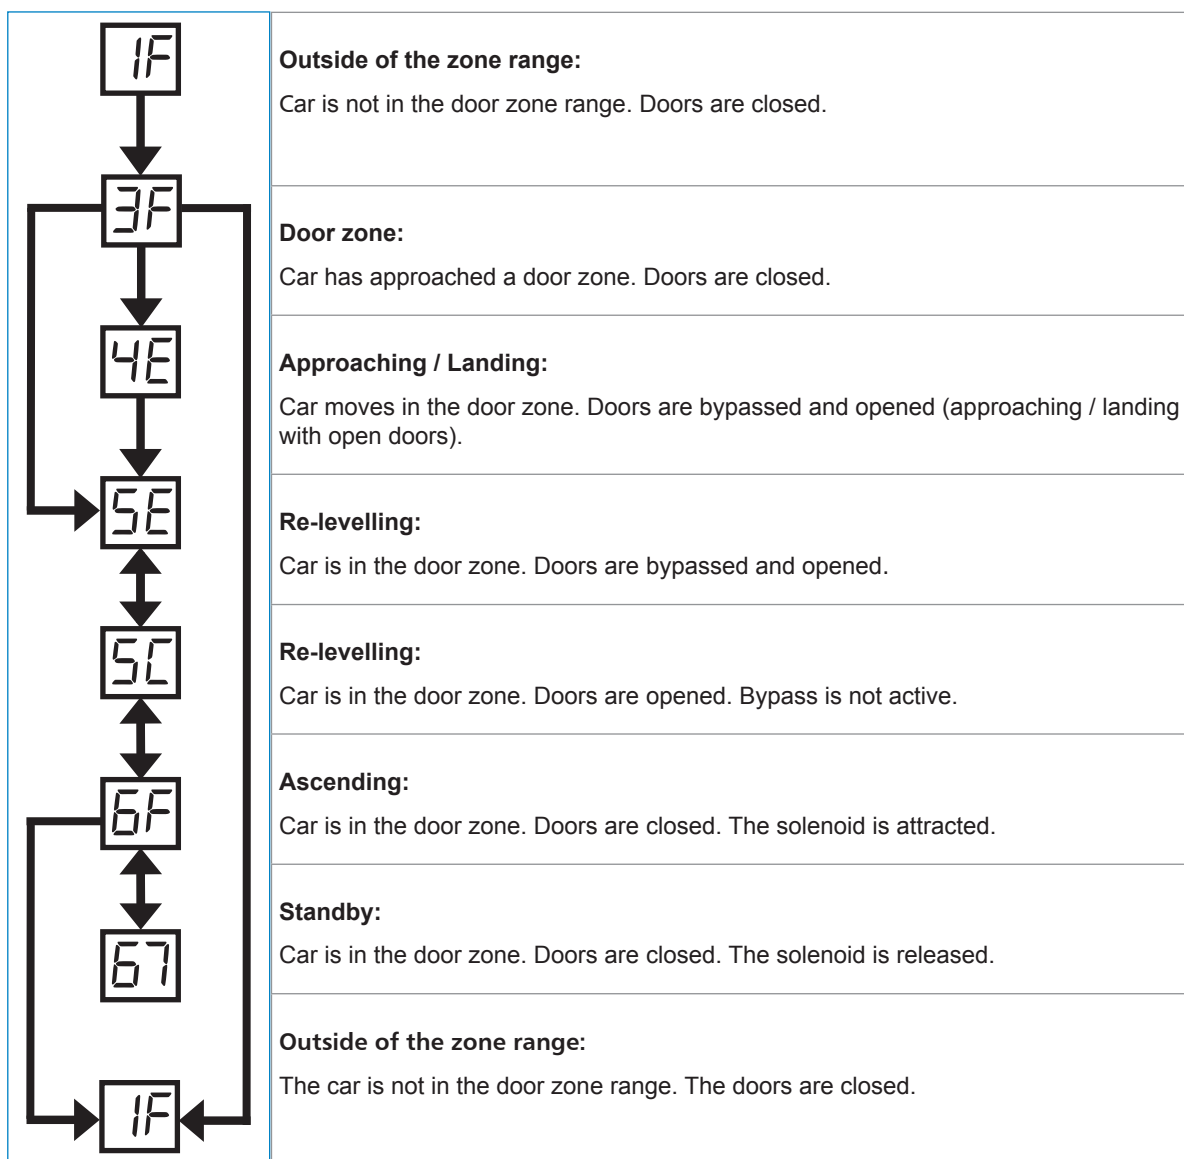 1F
Outside of the zone range:
Car is not in the door zone range. Doors are closed.
3F
Door zone:
Car has approached a door zone. Doors are closed.
4E
Approaching / Landing:
Car moves in the door zone. Doors are bypassed and opened (approaching / landing
with open doors).
5E
Re-levelling:
Car is in the door zone. Doors are bypassed and opened.
5C
Re-levelling:
Car is in the door zone. Doors are opened. Bypass is not active.
6F
Ascending:
Car is in the door zone. Doors are closed. The solenoid is attracted.
67
Standby:
Car is in the door zone. Doors are closed. The solenoid is released.
1F
Outside of the zone range:
The car is not in the door zone range. The doors are closed.